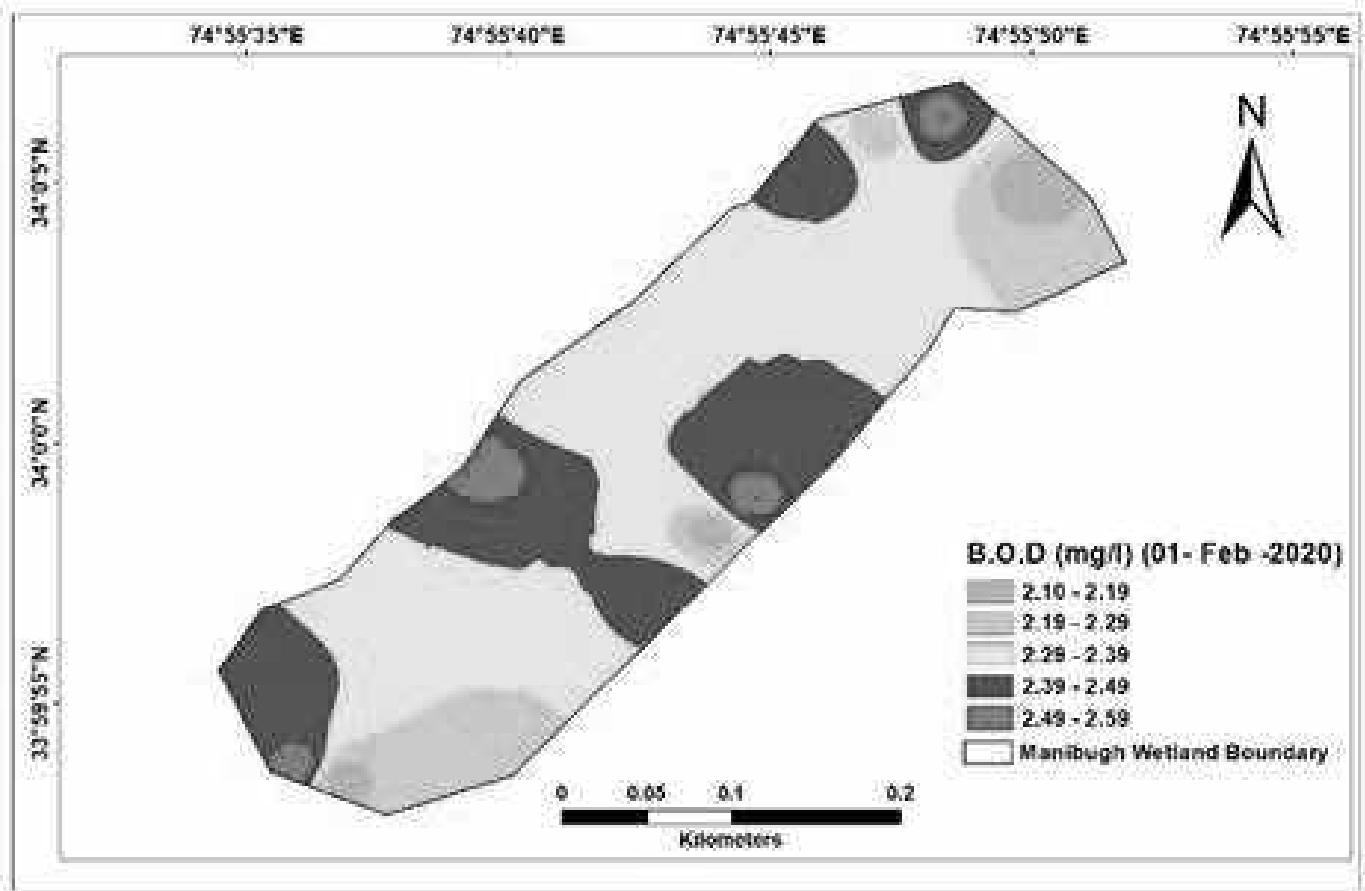 74°55'35"E 74°55'40"E 74°55'45"E 74°55'50"E 74°55'55"E
N
34°0'5"N
34°0'0"N
33°59'55"N
B.O.D (mg/l) (01- Feb -2020)
2.10 - 2.19
2.19 - 2.29
2.29 - 2.39
2.39 - 2.49
2.49 - 2.59
Manibugh Wetland Boundary
0 0.05 0.1 0.2
Kilometers